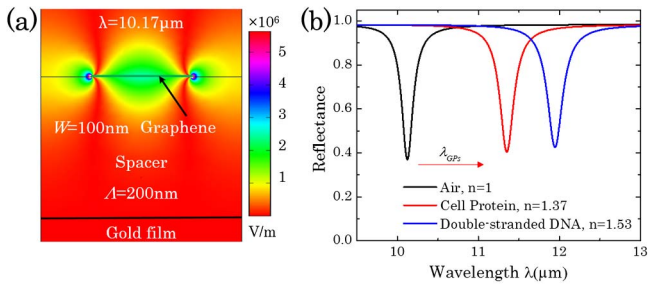 (a)
λ=10.17μm
×10⁶
5
4
3
2
1
V/m
W=100nm
Graphene
Spacer
Λ=200nm
Gold film
(b)
Reflectance
1.0
0.8
0.6
0.4
0.2
0.0
λGPs
Air, n=1
Cell Protein, n=1.37
Double-stranded DNA, n=1.53
10
11
12
13
Wavelength λ(μm)